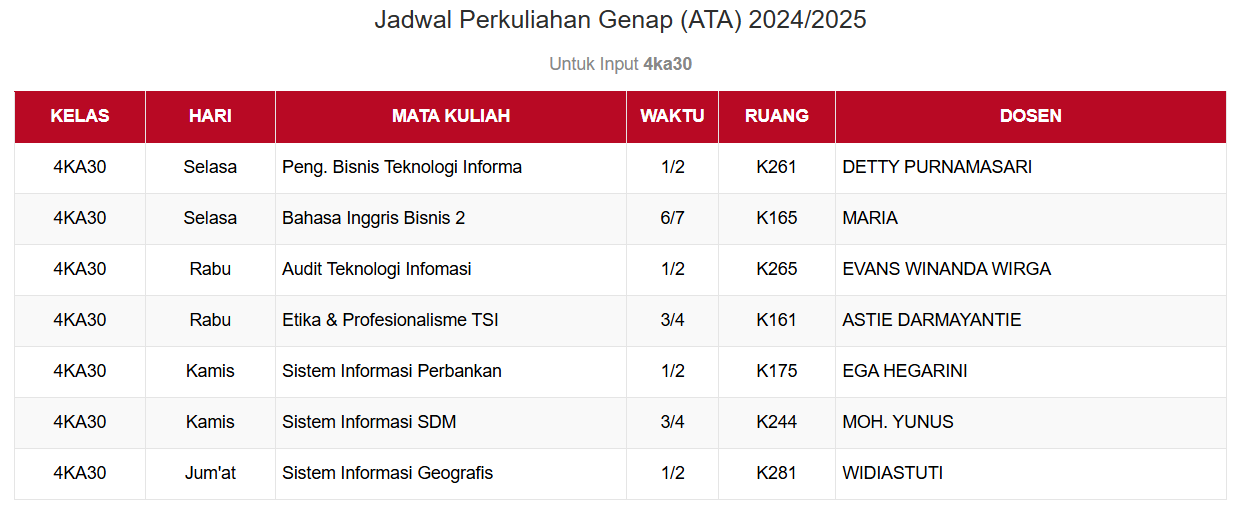 Jadwal Perkuliahan Genap (ATA) 2024/2025
Untuk Input 4ka30
KELAS HARI MATA KULIAH WAKTU RUANG DOSEN
4KA30 Selasa Peng. Bisnis Teknologi Informa 1/2 K261 DETTY PURNAMASARI
4KA30 Selasa Bahasa Inggris Bisnis 2 6/7 K165 MARIA
4KA30 Rabu Audit Teknologi Infomasi 1/2 K265 EVANS WINANDA WIRGA
4KA30 Rabu Etika & Profesionalisme TSI 3/4 K161 ASTIE DARMAYANTIE
4KA30 Kamis Sistem Informasi Perbankan 1/2 K175 EGA HEGARINI
4KA30 Kamis Sistem Informasi SDM 3/4 K244 MOH. YUNUS
4KA30 Jum'at Sistem Informasi Geografis 1/2 K281 WIDIASTUTI